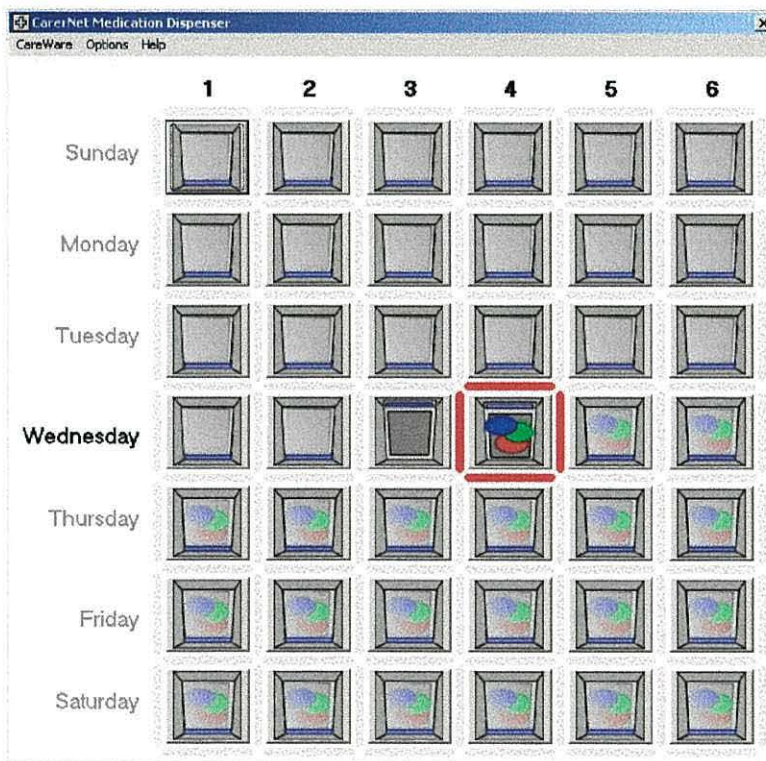 CarerNet Medication Dispenser
CareWare Options Help
1 2 3 4 5 6
Sunday
Monday
Tuesday
Wednesday
Thursday
Friday
Saturday